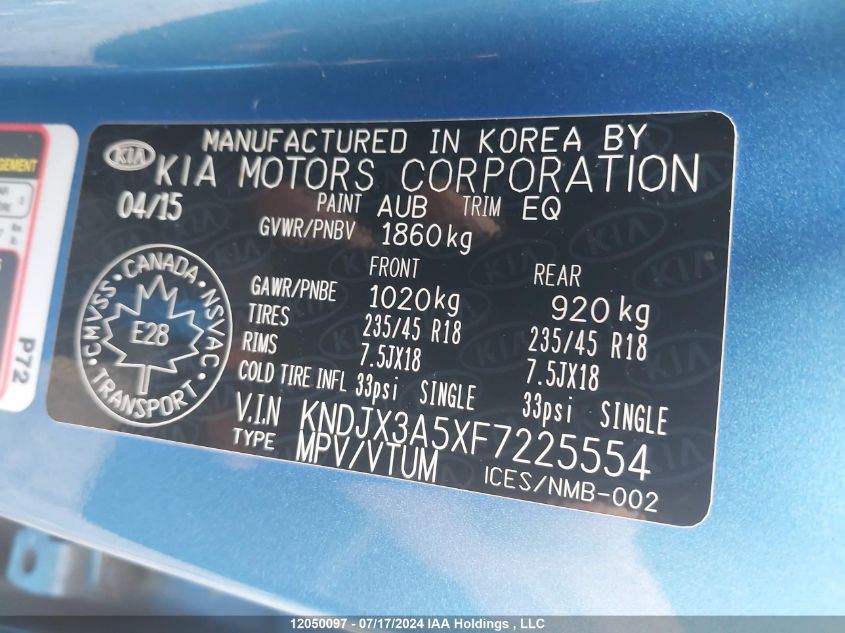 MANUFACTURED IN KOREA BY
KIA
KIA MOTORS CORPORATION
04/15 PAINT AUB TRIM EQ
GVWR/PNBV 1860kg
FRONT REAR
GAWR/PNBE 1020kg 920kg
TIRES 235/45 R18 235/45 R18
RIMS 7.5JX18 7.5JX18
COLD TIRE INFL 33psi SINGLE 33psi SINGLE
V.I.N KNDJX3A5XF7225554
TYPE MPV/VTUM ICES/NMB-002
CANADA · NSVAC · TRANSPORT · CMVSS
E28
P72
12050097 - 07/17/2024 IAA Holdings , LLC